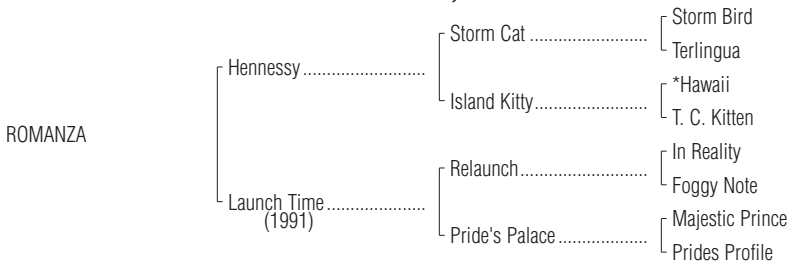 Storm Bird
Storm Cat ..........................
Terlingua
Hennessy ..........................
*Hawaii
Island Kitty.........................
T. C. Kitten
ROMANZA
In Reality
Relaunch............................
Foggy Note
Launch Time .....................
(1991)
Majestic Prince
Pride's Palace ...................
Prides Profile